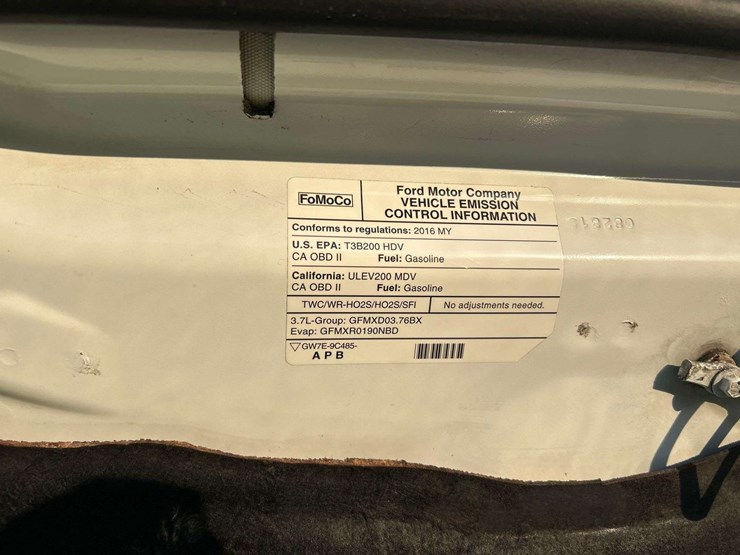 FoMoCo
Ford Motor Company
VEHICLE EMISSION
CONTROL INFORMATION
Conforms to regulations: 2016 MY
U.S. EPA: T3B200 HDV
CA OBD II Fuel: Gasoline
California: ULEV200 MDV
CA OBD II Fuel: Gasoline
TWC/WR-HO2S/HO2S/SFI No adjustments needed.
3.7L-Group: GFMXD03.76BX
Evap: GFMXR0190NBD
GW7E-9C485-
A P B